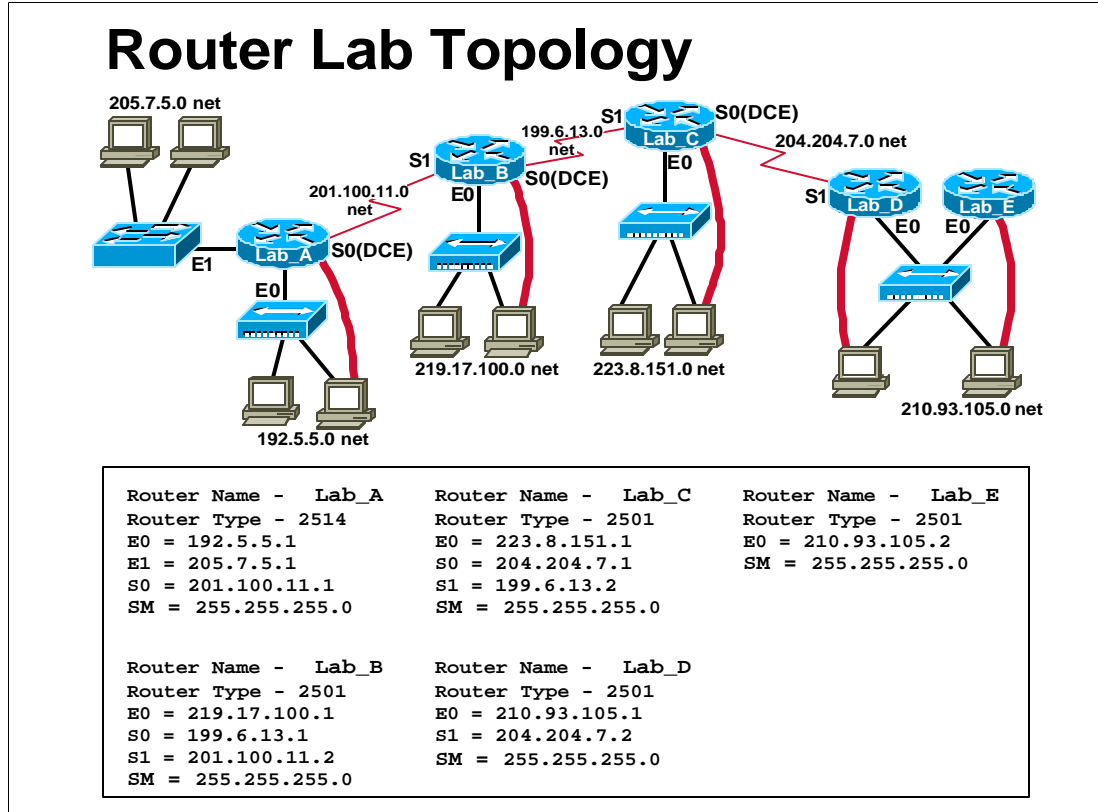 Router Lab Topology
205.7.5.0 net
E1
Lab_A
S0(DCE)
E0
192.5.5.0 net
201.100.11.0
net
S1
Lab_B
S0(DCE)
E0
219.17.100.0 net
199.6.13.0
net
S1
Lab_C
S0(DCE)
E0
223.8.151.0 net
204.204.7.0 net
S1
Lab_D
E0
Lab_E
E0
210.93.105.0 net
Router Name - Lab_A
Router Type - 2514
E0 = 192.5.5.1
E1 = 205.7.5.1
S0 = 201.100.11.1
SM = 255.255.255.0
Router Name - Lab_C
Router Type - 2501
E0 = 223.8.151.1
S0 = 204.204.7.1
S1 = 199.6.13.2
SM = 255.255.255.0
Router Name - Lab_E
Router Type - 2501
E0 = 210.93.105.2
SM = 255.255.255.0
Router Name - Lab_B
Router Type - 2501
E0 = 219.17.100.1
S0 = 199.6.13.1
S1 = 201.100.11.2
SM = 255.255.255.0
Router Name - Lab_D
Router Type - 2501
E0 = 210.93.105.1
S1 = 204.204.7.2
SM = 255.255.255.0